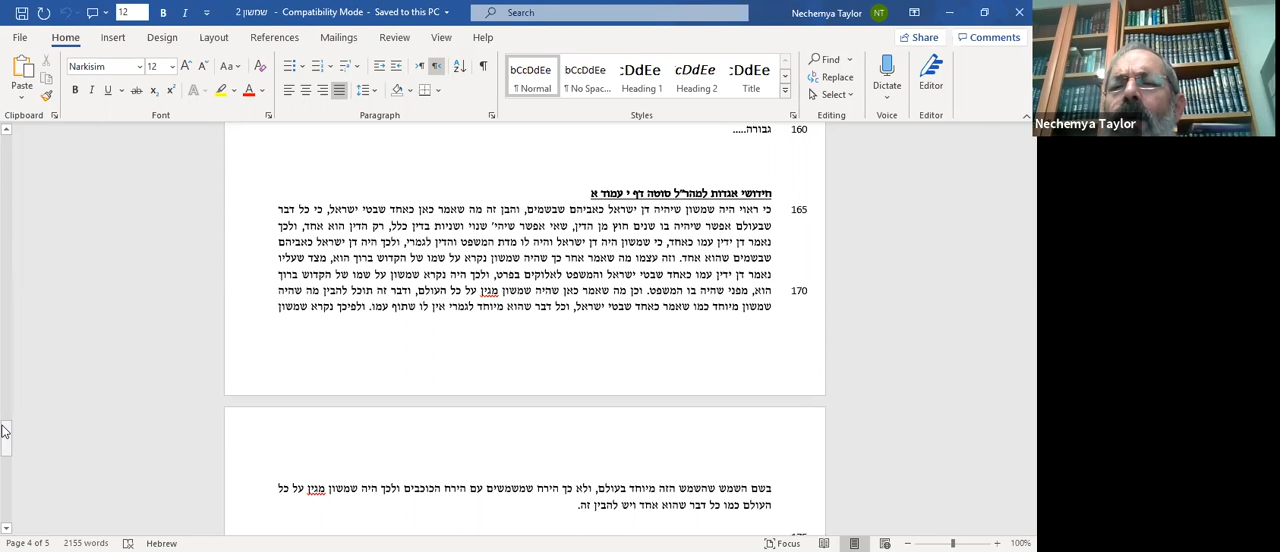 שמשון 2 - Compatibility Mode - Saved to this PC
Search
Nechemya Taylor NT
12
File Home Insert Design Layout References Mailings Review View Help
Share Comments
Paste
Clipboard
Narkisim 12
Font
Paragraph
bCcDdEe bCcDdEe :DdEe cDdEe :DdEe
¶ Normal ¶ No Spac... Heading 1 Heading 2 Title
Styles
Find
Replace
Select
Editing
Dictate
Voice
Editor
Editor
Nechemya Taylor
גבורה.....
160
חידושי אגדות למהר"ל סוטה דף י עמוד א
כי ראוי היה שמשון שיהיה דן ישראל כאביהם שבשמים, והבן זה מה שאמר כאן כאחד שבטי ישראל, כי כל דבר
165
שבעולם אפשר שיהיה בו שנים חוץ מן הדין, שאי אפשר שיהי' שנוי ושניות בדין כלל, רק הדין הוא אחד, ולכך
נאמר דן ידין עמו כאחד, כי שמשון היה דן ישראל והיה לו מדת המשפט והדין לגמרי, ולכך היה דן ישראל כאביהם
שבשמים שהוא אחד. וזה עצמו מה שאמר אחר כך שהיה שמשון נקרא על שמו של הקדוש ברוך הוא, מצד שעליו
נאמר דן ידין עמו כאחד שבטי ישראל והמשפט לאלוקים בפרט, ולכך היה נקרא שמשון על שמו של הקדוש ברוך
הוא, מפני שהיה בו המשפט. וכן מה שאמר כאן שהיה שמשון מגין על כל העולם, ודבר זה תוכל להבין מה שהיה
170
שמשון מיוחד כמו שאמר כאחד שבטי ישראל, וכל דבר שהוא מיוחד לגמרי אין לו שתוף עמו. ולפיכך נקרא שמשון
בשם השמש שהשמש הזה מיוחד בעולם, ולא כך הירח שמשמשים עם הירח הכוכבים ולכך היה שמשון מגין על כל
העולם כמו כל דבר שהוא אחד ויש להבין זה.
Page 4 of 5 2155 words Hebrew
Focus
100%